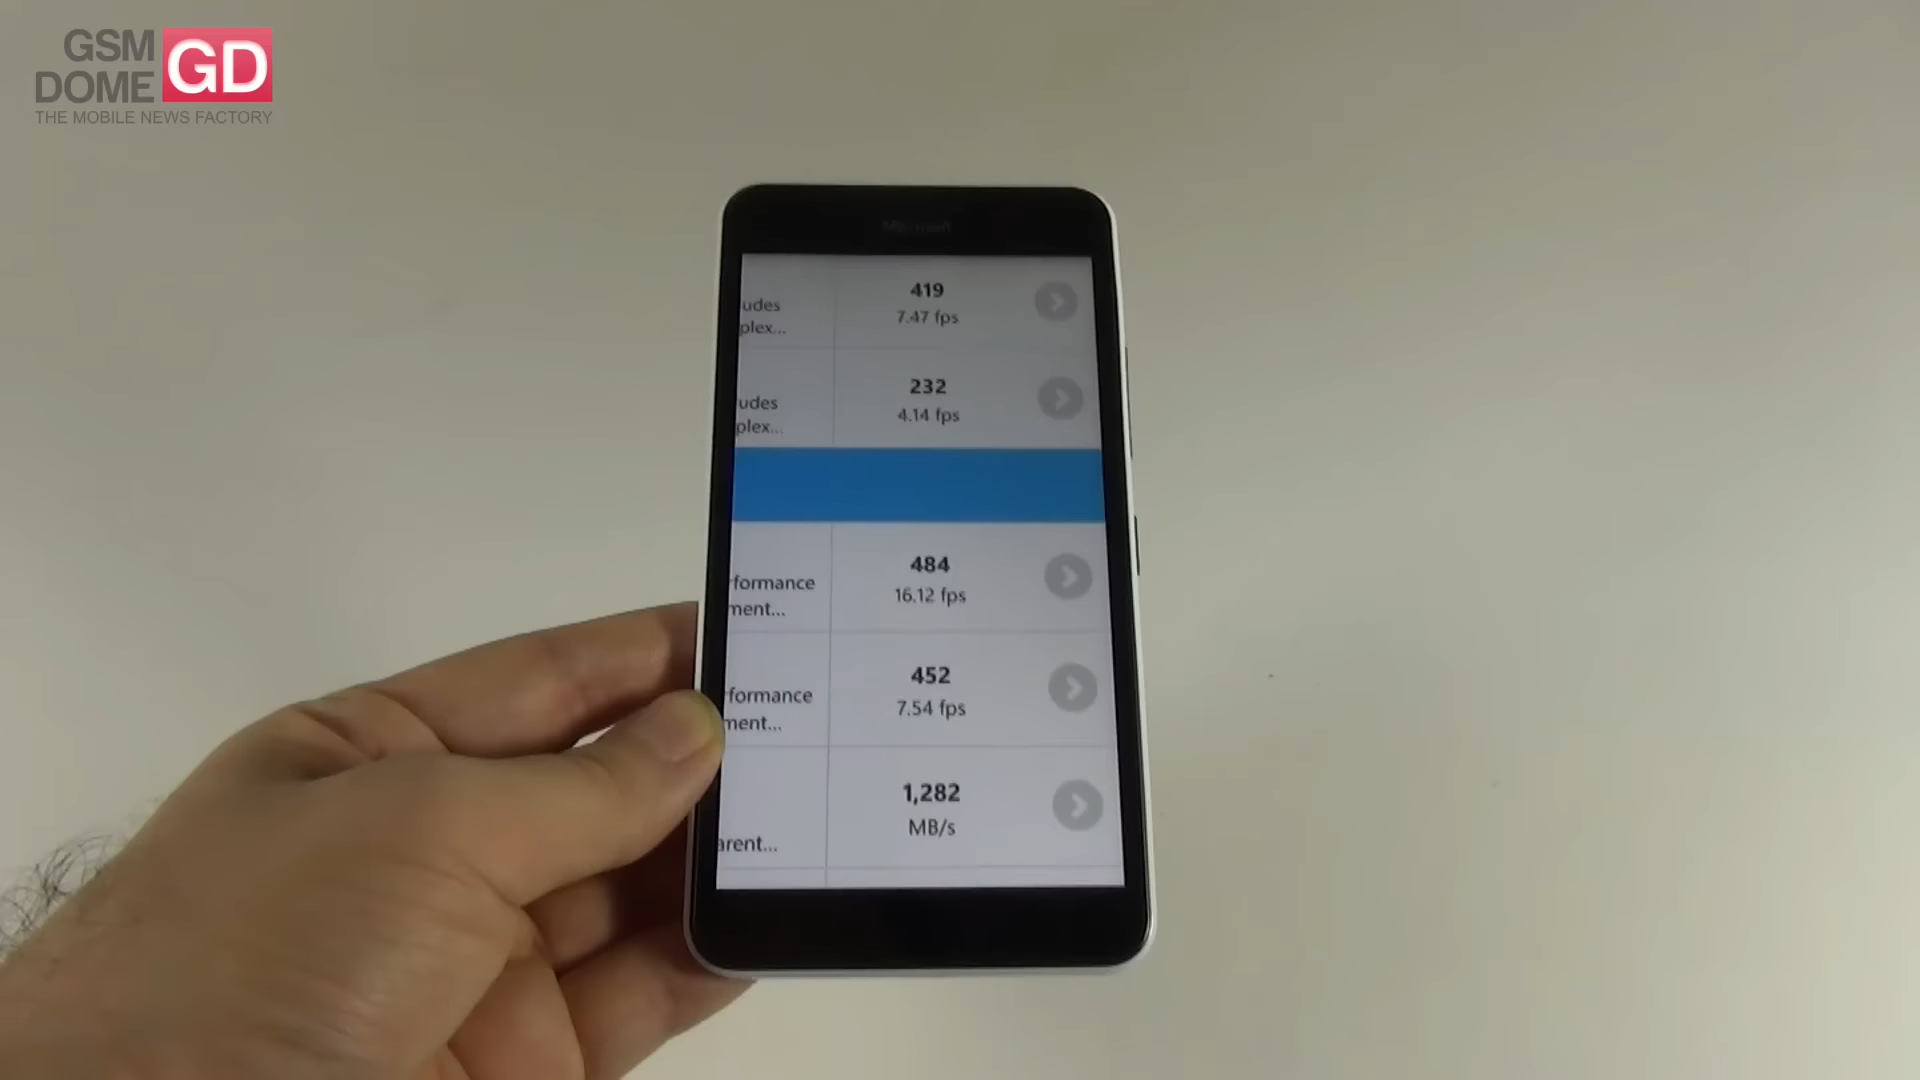 GSM
DOME GD
THE MOBILE NEWS FACTORY
Microsoft
udes
plex...
419
7.47 fps
udes
plex...
232
4.14 fps
formance
ment...
484
16.12 fps
formance
ment...
452
7.54 fps
arent...
1,282
MB/s